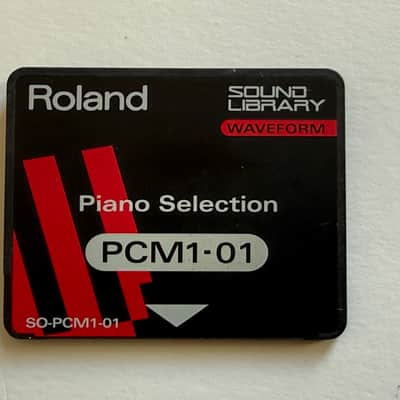 Roland
SOUND
LIBRARY
WAVEFORM
Piano Selection
PCM1-01
SO-PCM1-01